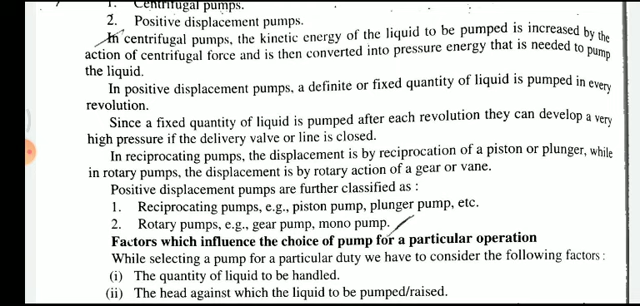 1. Centrifugal pumps.
2. Positive displacement pumps.
In centrifugal pumps, the kinetic energy of the liquid to be pumped is increased by the
action of centrifugal force and is then converted into pressure energy that is needed to pump
the liquid.
In positive displacement pumps, a definite or fixed quantity of liquid is pumped in every
revolution.
Since a fixed quantity of liquid is pumped after each revolution they can develop a very
high pressure if the delivery valve or line is closed.
In reciprocating pumps, the displacement is by reciprocation of a piston or plunger, while
in rotary pumps, the displacement is by rotary action of a gear or vane.
Positive displacement pumps are further classified as :
1. Reciprocating pumps, e.g., piston pump, plunger pump, etc.
2. Rotary pumps, e.g., gear pump, mono pump.
Factors which influence the choice of pump for a particular operation
While selecting a pump for a particular duty we have to consider the following factors :
(i) The quantity of liquid to be handled.
(ii) The head against which the liquid to be pumped/raised.